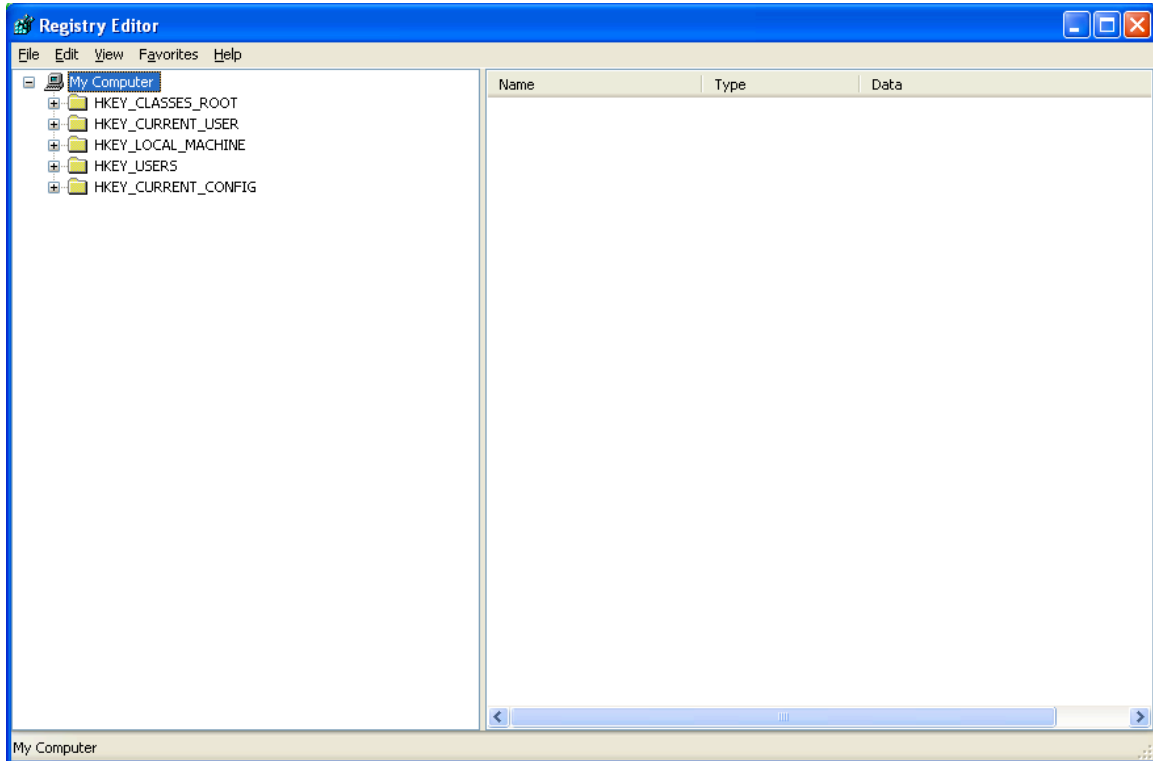 Registry Editor
File Edit View Favorites Help
My Computer
HKEY_CLASSES_ROOT
HKEY_CURRENT_USER
HKEY_LOCAL_MACHINE
HKEY_USERS
HKEY_CURRENT_CONFIG
Name Type Data
My Computer